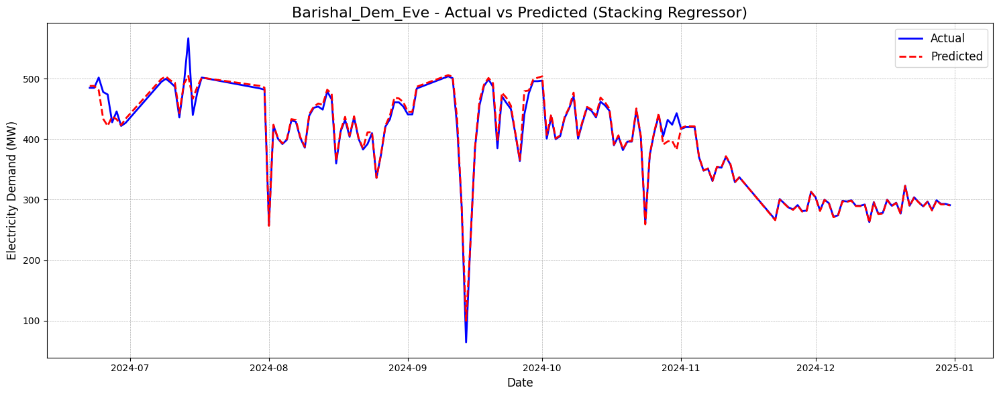 Barishal_Dem_Eve - Actual vs Predicted (Stacking Regressor)
Actual
Predicted
Electricity Demand (MW)
500
400
300
200
100
2024-07
2024-08
2024-09
2024-10
2024-11
2024-12
2025-01
Date